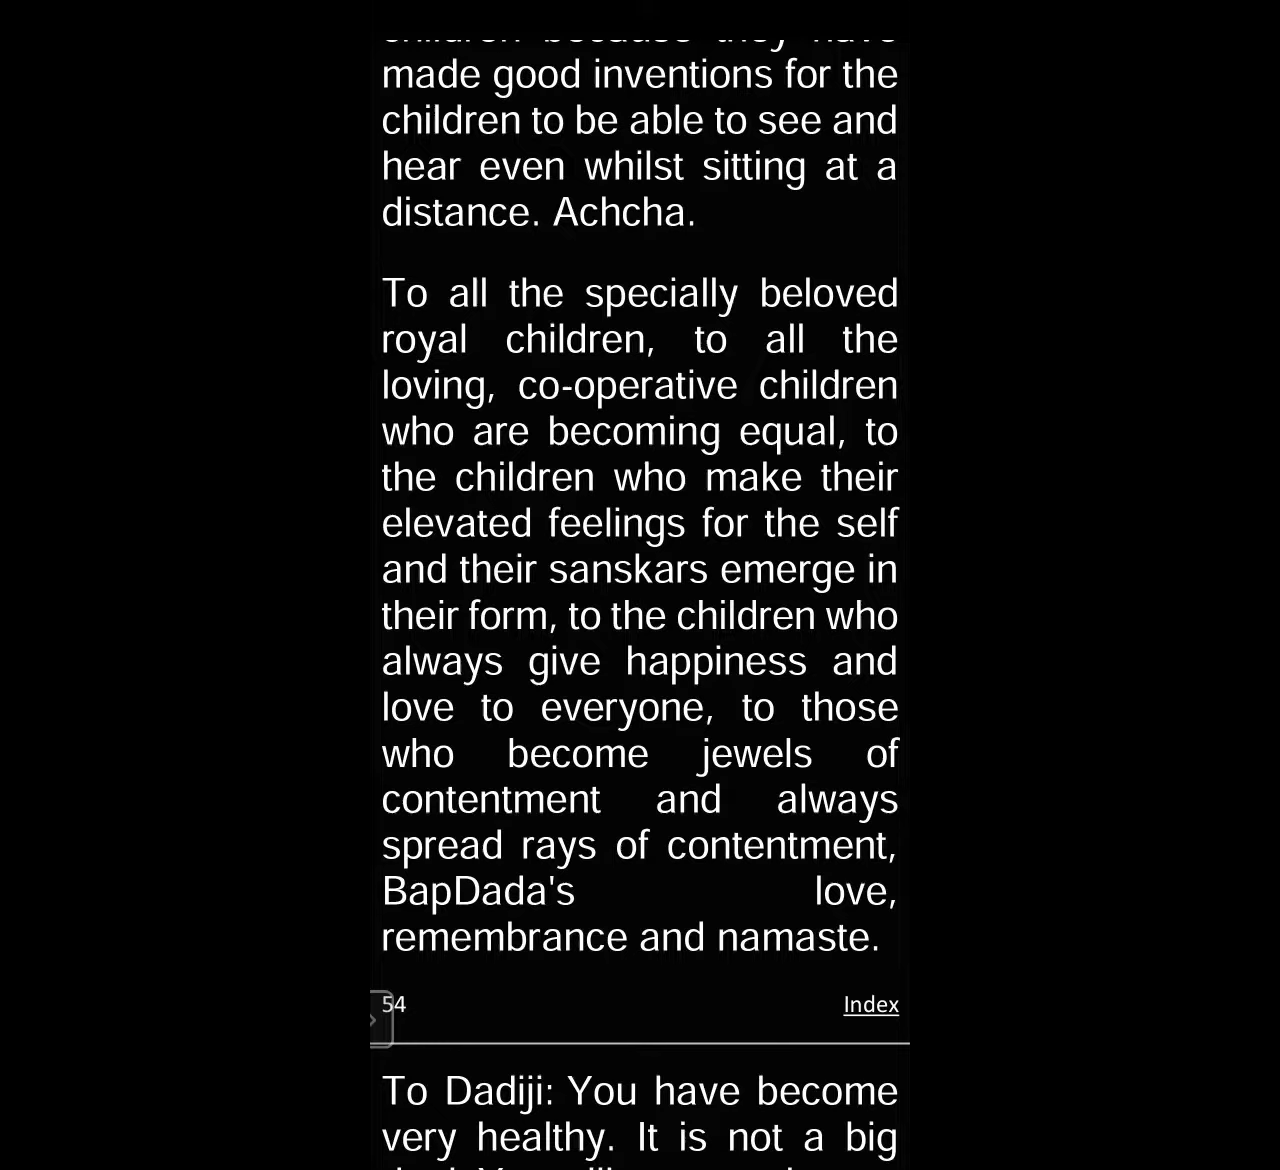 children because they have
made good inventions for the
children to be able to see and
hear even whilst sitting at a
distance. Achcha.
To all the specially beloved
royal children, to all the
loving, co-operative children
who are becoming equal, to
the children who make their
elevated feelings for the self
and their sanskars emerge in
their form, to the children who
always give happiness and
love to everyone, to those
who become jewels of
contentment and always
spread rays of contentment,
BapDada's love,
remembrance and namaste.
54 Index
To Dadiji: You have become
very healthy. It is not a big